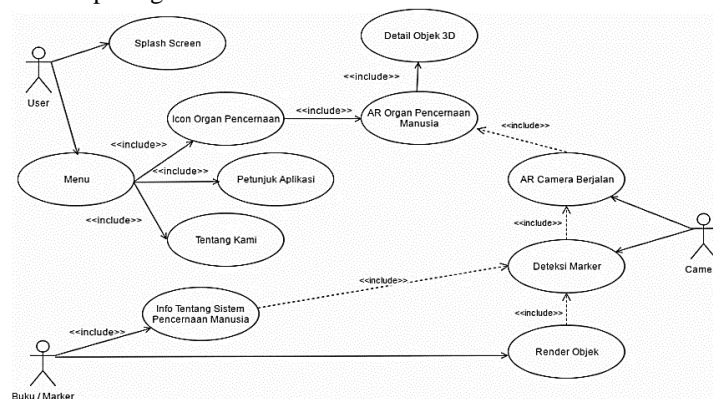 Splash Screen
User
Detail Objek 3D
<<include>>
Icon Organ Pencernaan
<<include>>
AR Organ Pencernaan
Manusia
<<include>>
<<include>>
<<include>>
Menu
Petunjuk Aplikasi
AR Camera Berjalan
<<include>>
<<include>>
Tentang Kami
Came
Deteksi Marker
<<include>>
Info Tentang Sistem
Pencernaan Manusia
<<include>>
<<include>>
Render Objek
Buku / Marker